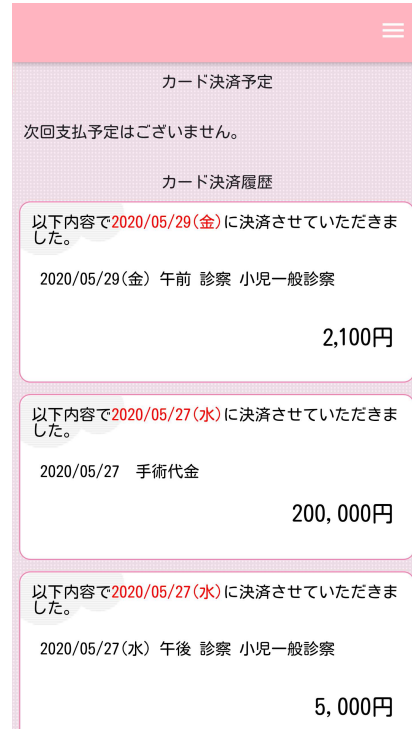 カード決済予定
次回支払予定はございません。
カード決済履歴
以下内容で2020/05/29(金)に決済させていただきま
した。
2020/05/29(金) 午前 診察 小児一般診察
2,100円
以下内容で2020/05/27(水)に決済させていただきま
した。
2020/05/27 手術代金
200,000円
以下内容で2020/05/27(水)に決済させていただきま
した。
2020/05/27(水) 午後 診察 小児一般診察
5,000円